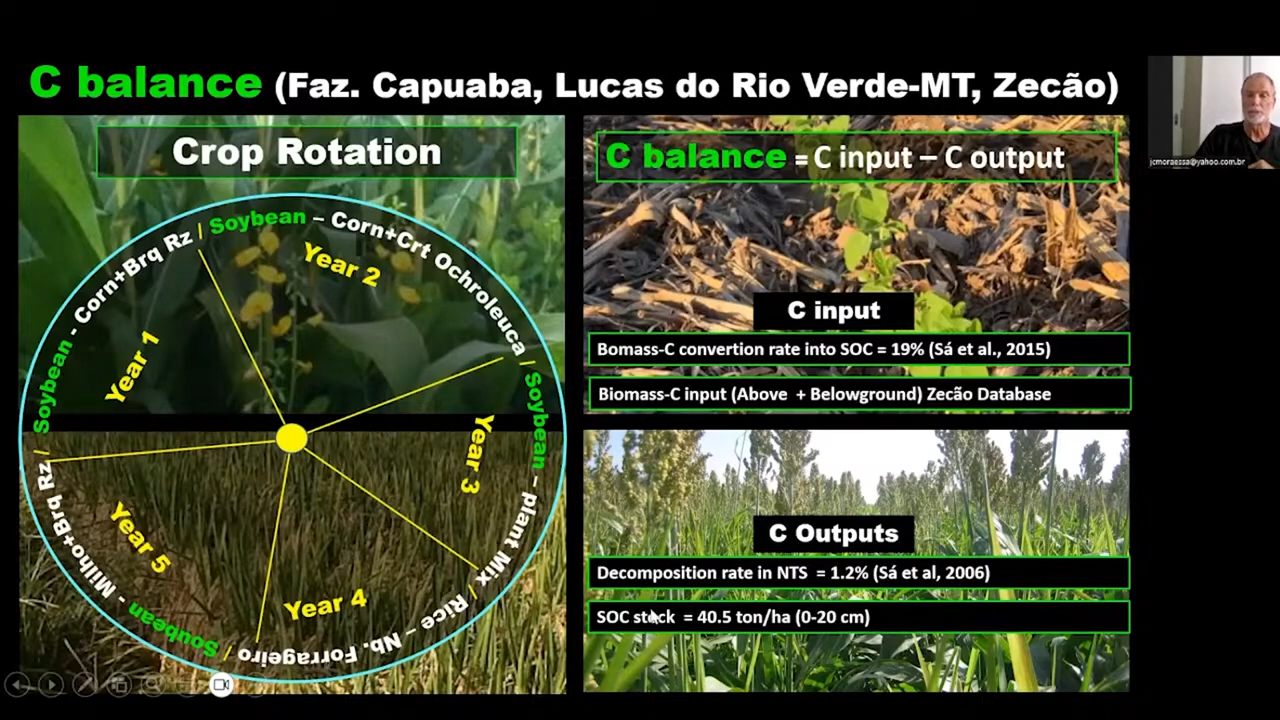 C balance (Faz. Capuaba, Lucas do Rio Verde-MT, Zecão)
Crop Rotation
Soybean - Corn+Brq Rz /
Year 1
Soybean – Corn+Crt Ochroleuca /
Year 2
Soybean – plant Mix /
Year 3
Rice – Nb. Forrageiro /
Year 4
Soubean - Milho+Brq Rz /
Year 5
C balance = C input – C output
C input
Bomass-C convertion rate into SOC = 19% (Sá et al., 2015)
Biomass-C input (Above + Belowground) Zecão Database
C Outputs
Decomposition rate in NTS = 1.2% (Sá et al, 2006)
SOC stock = 40.5 ton/ha (0-20 cm)
jcmoraessa@yahoo.com.br